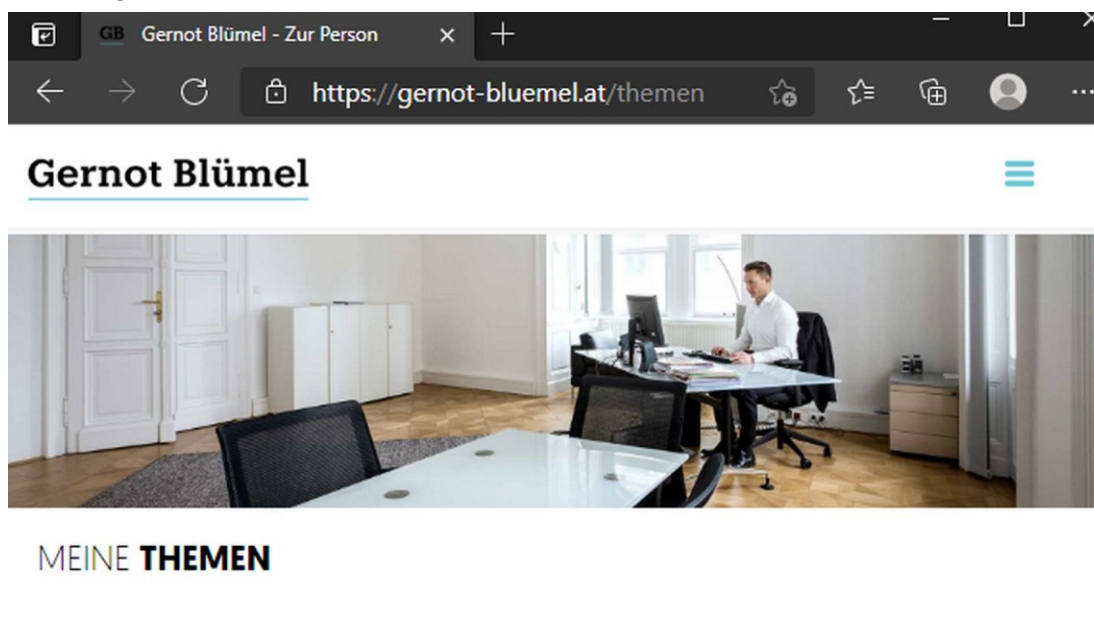 GB Gernot Blümel - Zur Person
https://gernot-bluemel.at/themen
Gernot Blümel
MEINE THEMEN